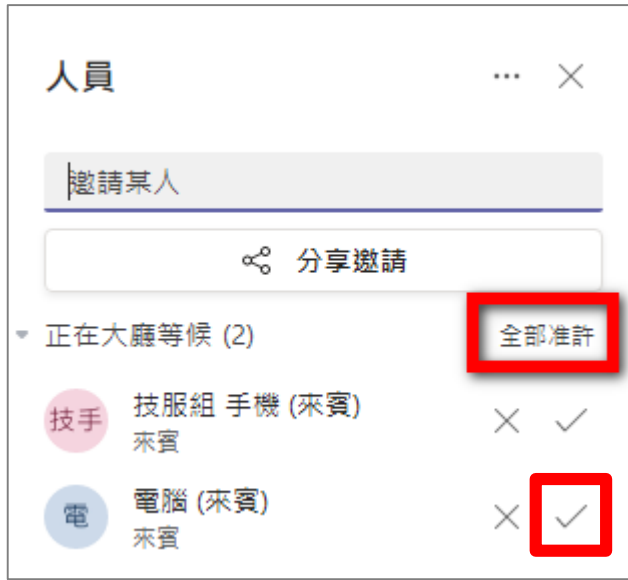 人員
邀請某人
分享邀請
正在大廳等候 (2) 全部准許
技手 技服組 手機 (來賓)
來賓
電 電腦 (來賓)
來賓